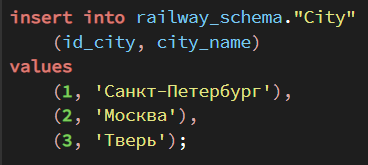 insert into railway_schema."City"
(id_city, city_name)
values
(1, 'Санкт-Петербург'),
(2, 'Москва'),
(3, 'Тверь');